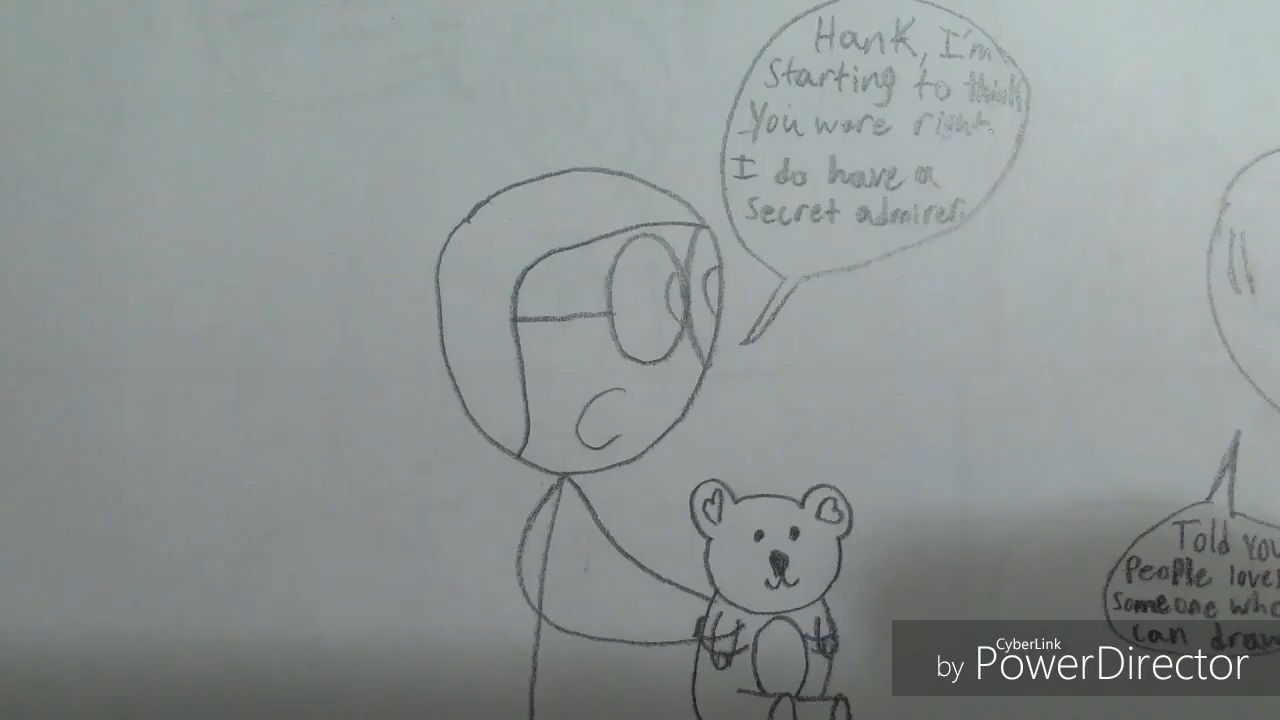 Hank, I'm
Starting to think
You were right.
I do have a
Secret admirer.
Told You
People love
Someone who
can draw
CyberLink
by PowerDirector